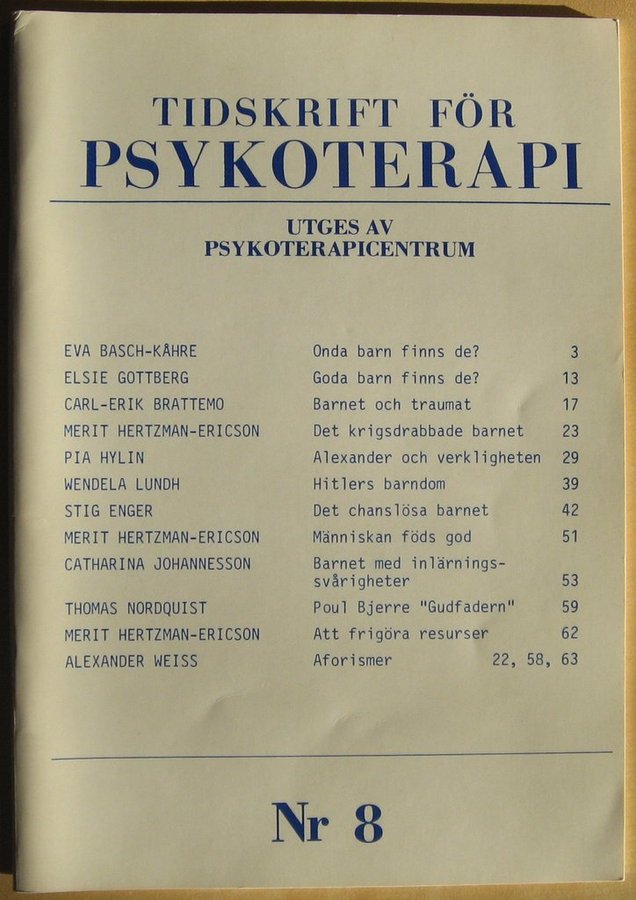 TIDSKRIFT FÖR
PSYKOTERAPI
UTGES AV
PSYKOTERAPICENTRUM
EVA BASCH-KÅHRE Onda barn finns de? 3
ELSIE GOTTBERG Goda barn finns de? 13
CARL-ERIK BRATTEMO Barnet och traumat 17
MERIT HERTZMAN-ERICSON Det krigsdrabbade barnet 23
PIA HYLIN Alexander och verkligheten 29
WENDELA LUNDH Hitlers barndom 39
STIG ENGER Det chanslösa barnet 42
MERIT HERTZMAN-ERICSON Människan föds god 51
CATHARINA JOHANNESSON Barnet med inlärnings-
svårigheter 53
THOMAS NORDQUIST Poul Bjerre "Gudfadern" 59
MERIT HERTZMAN-ERICSON Att frigöra resurser 62
ALEXANDER WEISS Aforismer 22, 58, 63
Nr 8